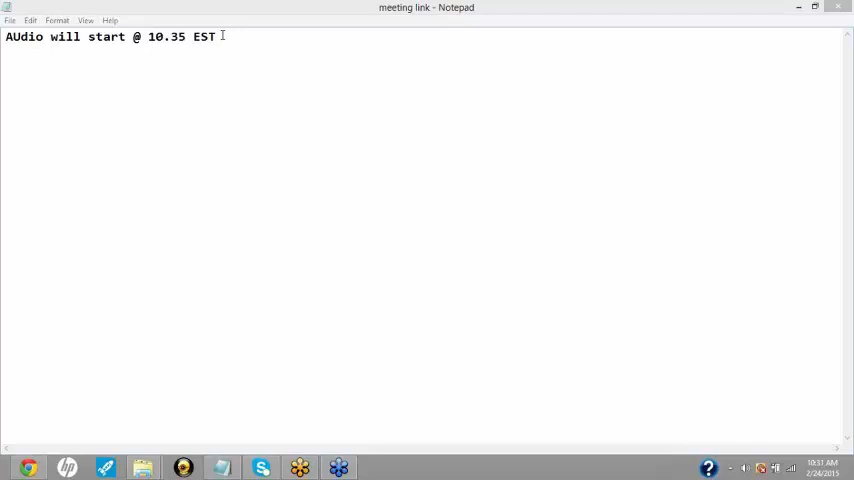 meeting link - Notepad
File Edit Format View Help
AUdio will start @ 10.35 EST
10:31 AM
2/24/2015